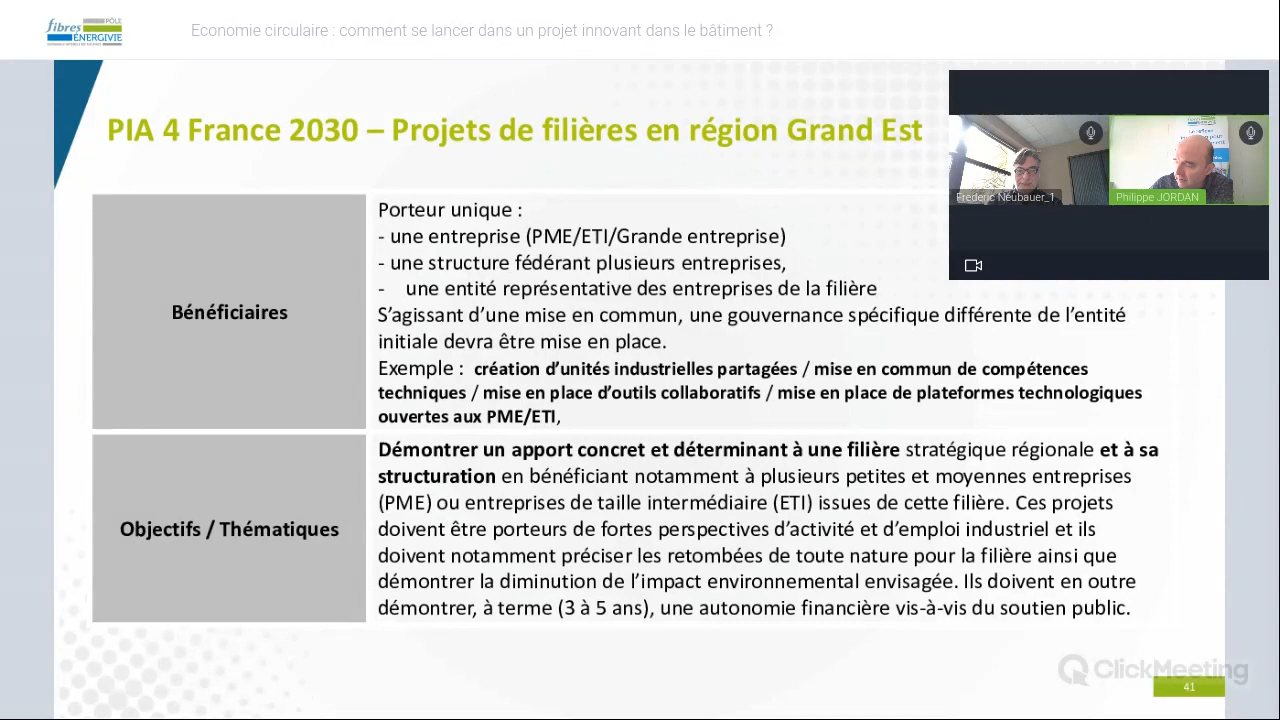 fibres
PÔLE
ÉNERGIVIE
Economie circulaire : comment se lancer dans un projet innovant dans le bâtiment ?
PIA 4 France 2030 – Projets de filières en région Grand Est
Frederic Neubauer_1
Philippe JORDAN
Bénéficiaires
Porteur unique :
- une entreprise (PME/ETI/Grande entreprise)
- une structure fédérant plusieurs entreprises,
- une entité représentative des entreprises de la filière
S’agissant d’une mise en commun, une gouvernance spécifique différente de l’entité
initiale devra être mise en place.
Exemple : création d’unités industrielles partagées / mise en commun de compétences
techniques / mise en place d’outils collaboratifs / mise en place de plateformes technologiques
ouvertes aux PME/ETI,
Objectifs / Thématiques
Démontrer un apport concret et déterminant à une filière stratégique régionale et à sa
structuration en bénéficiant notamment à plusieurs petites et moyennes entreprises
(PME) ou entreprises de taille intermédiaire (ETI) issues de cette filière. Ces projets
doivent être porteurs de fortes perspectives d’activité et d’emploi industriel et ils
doivent notamment préciser les retombées de toute nature pour la filière ainsi que
démontrer la diminution de l’impact environnemental envisagée. Ils doivent en outre
démontrer, à terme (3 à 5 ans), une autonomie financière vis-à-vis du soutien public.
ClickMeeting
41